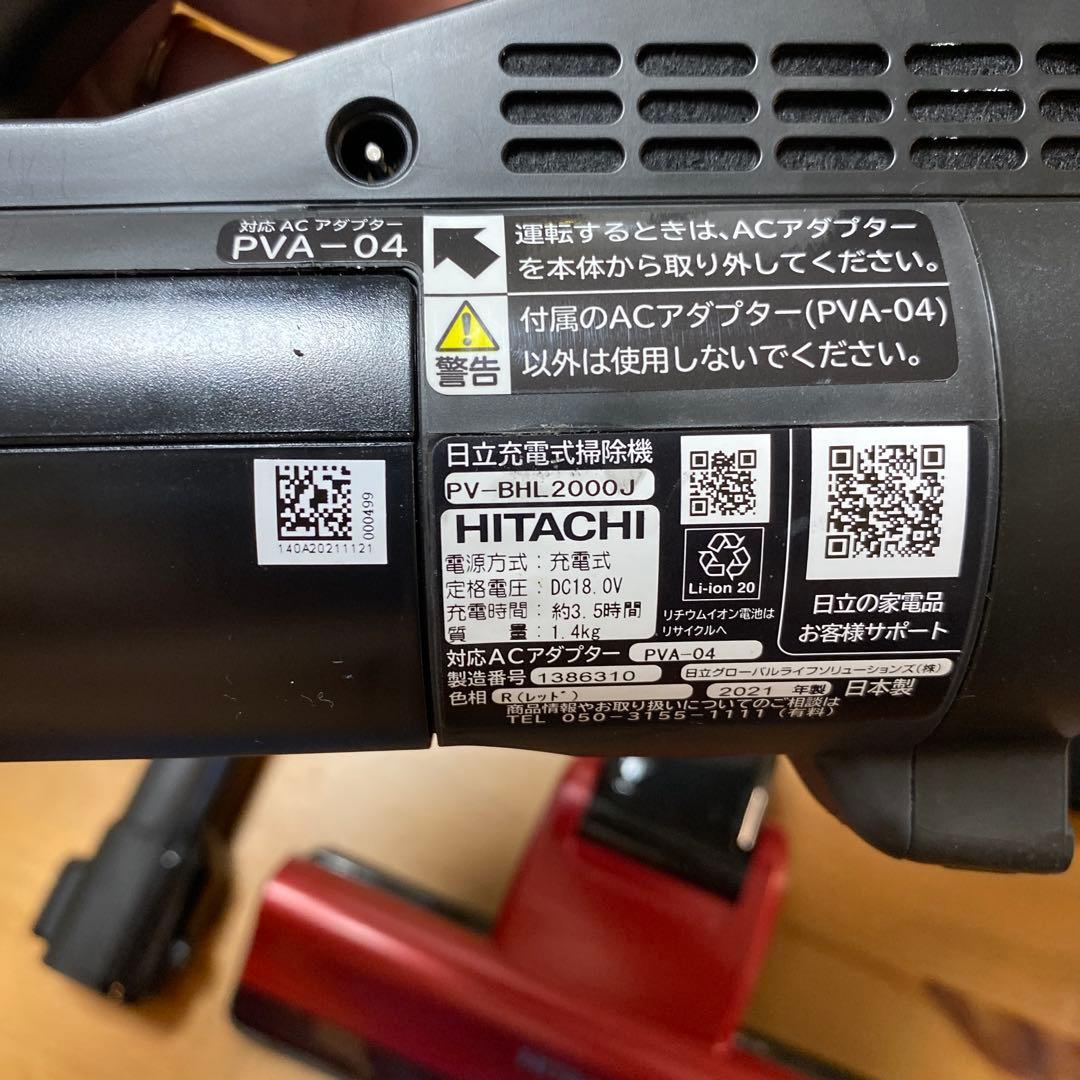 対応 AC アダプター
PVA-04
運転するときは、ACアダプター
を本体から取り外してください。
警告
付属のACアダプター(PVA-04)
以外は使用しないでください。
140A20211121
000499
日立充電式掃除機
PV-BHL2000J
HITACHI
電源方式：充電式
定格電圧：DC18.0V
充電時間：約3.5時間
質 量：1.4kg
Li-ion 20
リチウムイオン電池は
リサイクルへ
日立の家電品
お客様サポート
対応ACアダプター PVA-04
製造番号 1386310 日立グローバルライフソリューションズ(株)
色相 R(レッド) 2021 年製 日本製
商品情報やお取り扱いについてのご相談は
TEL 050-3155-1111 (有料)